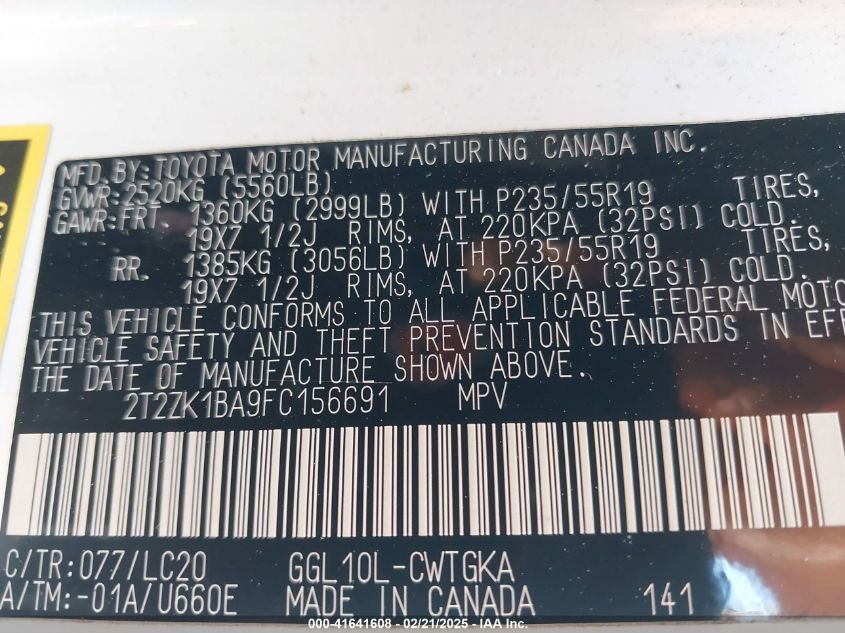 MFD. BY: TOYOTA MOTOR MANUFACTURING CANADA INC.
GVWR: 2520KG (5560LB)
GAWR: FRT. 1360KG (2999LB) WITH P235/55R19 TIRES,
19X7 1/2J RIMS, AT 220KPA (32PSI) COLD.
RR. 1385KG (3056LB) WITH P235/55R19 TIRES,
19X7 1/2J RIMS, AT 220KPA (32PSI) COLD.
THIS VEHICLE CONFORMS TO ALL APPLICABLE FEDERAL MOTO
VEHICLE SAFETY AND THEFT PREVENTION STANDARDS IN EFF
THE DATE OF MANUFACTURE SHOWN ABOVE.
2T2ZK1BA9FC156691 MPV
C/TR: 077/LC20 GGL10L-CWTGKA
A/TM: -01A/U660E MADE IN CANADA 141
000-41641608 - 02/21/2025 - IAA Inc.